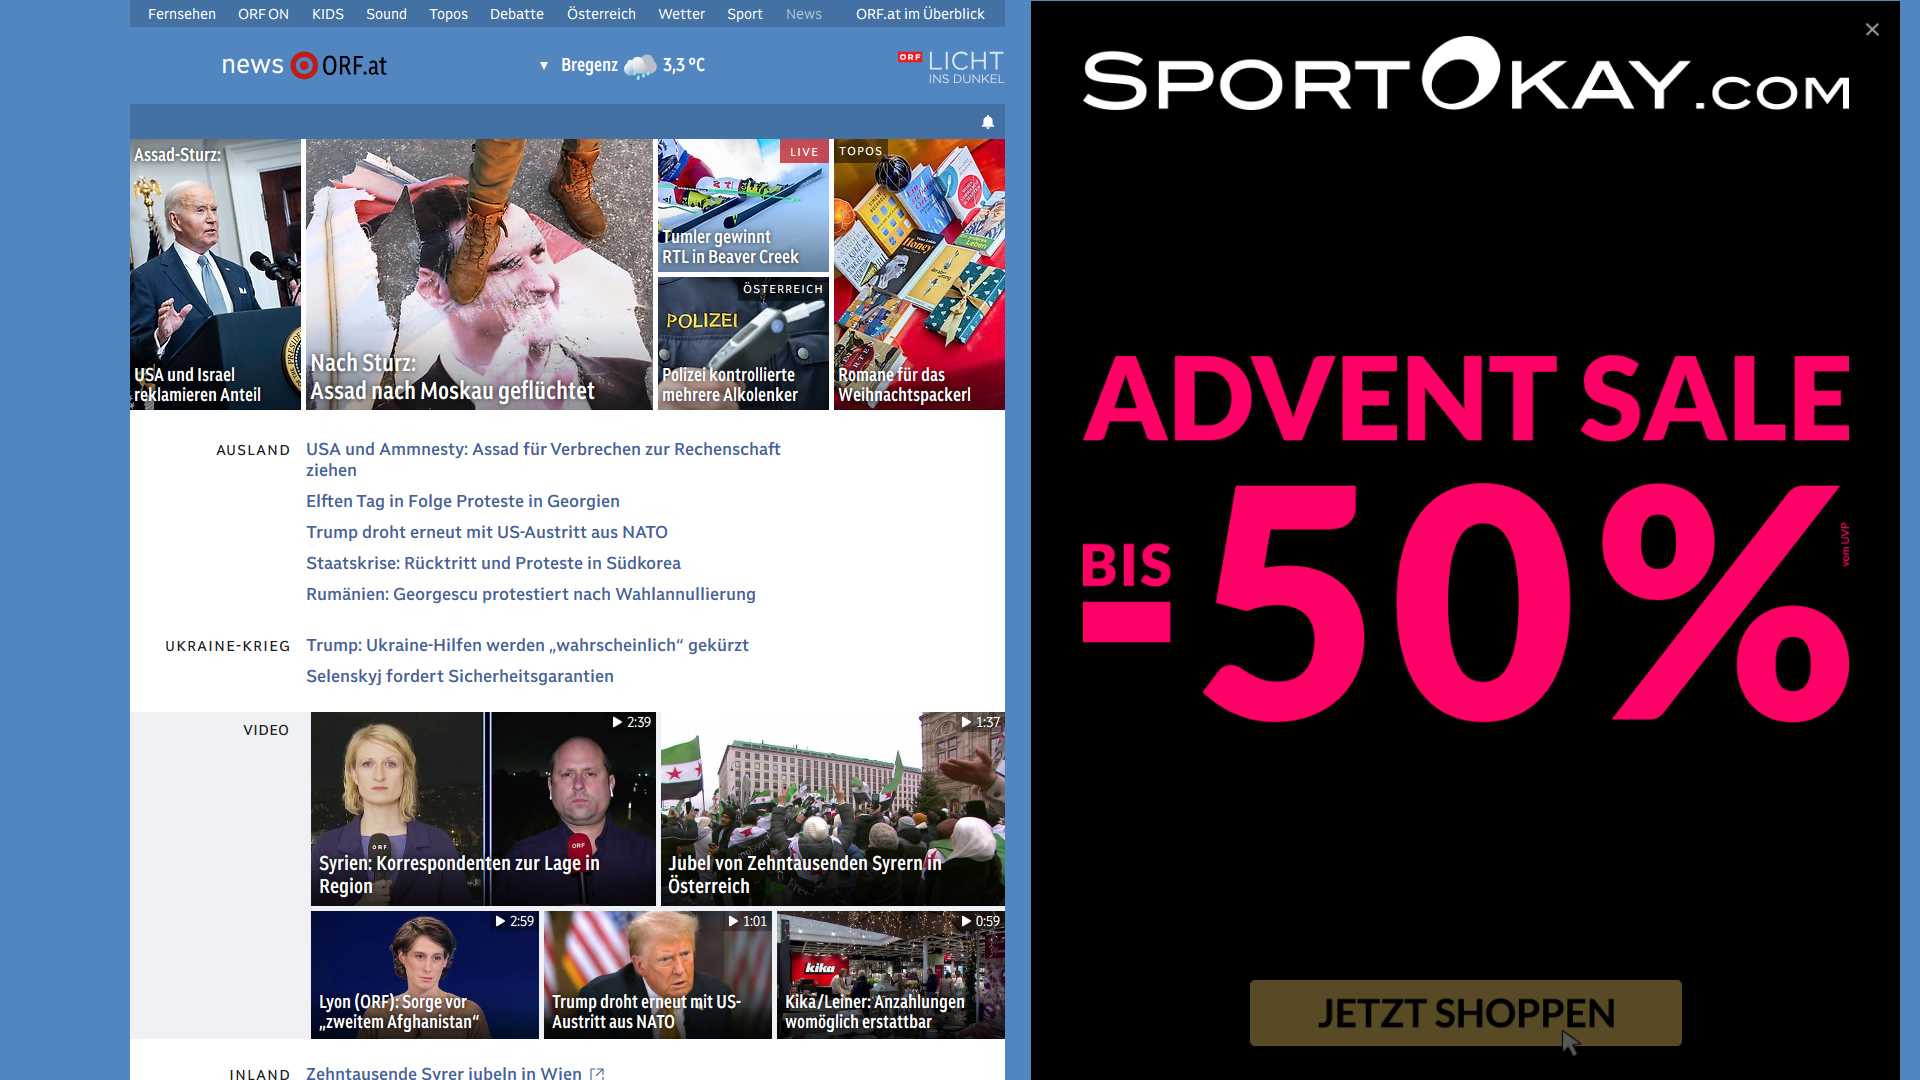 Fernsehen ORF ON KIDS Sound Topos Debatte Österreich Wetter Sport News ORF.at im Überblick
news ORF.at
Bregenz 3,3 °C
ORF LICHT
INS DUNKEL
Assad-Sturz:
USA und Israel
reklamieren Anteil
Nach Sturz:
Assad nach Moskau geflüchtet
LIVE
Tumler gewinnt
RTL in Beaver Creek
ÖSTERREICH
POLIZEI
Polizei kontrollierte
mehrere Alkolenker
TOPOS
Honey
Romane für das
Weihnachtspackerl
AUSLAND
USA und Ammnesty: Assad für Verbrechen zur Rechenschaft
ziehen
Elften Tag in Folge Proteste in Georgien
Trump droht erneut mit US-Austritt aus NATO
Staatskrise: Rücktritt und Proteste in Südkorea
Rumänien: Georgescu protestiert nach Wahlannullierung
UKRAINE-KRIEG
Trump: Ukraine-Hilfen werden „wahrscheinlich“ gekürzt
Selenskyj fordert Sicherheitsgarantien
VIDEO
2:39
ORF
ORF
Syrien: Korrespondenten zur Lage in
Region
1:37
Jubel von Zehntausenden Syrern in
Österreich
2:59
Lyon (ORF): Sorge vor
„zweitem Afghanistan“
1:01
Trump droht erneut mit US-
Austritt aus NATO
0:59
kika
Kika/Leiner: Anzahlungen
womöglich erstattbar
INLAND
Zehntausende Syrer jubeln in Wien
SPORTOKAY.COM
ADVENT SALE
BIS
-50%
vom UVP
JETZT SHOPPEN